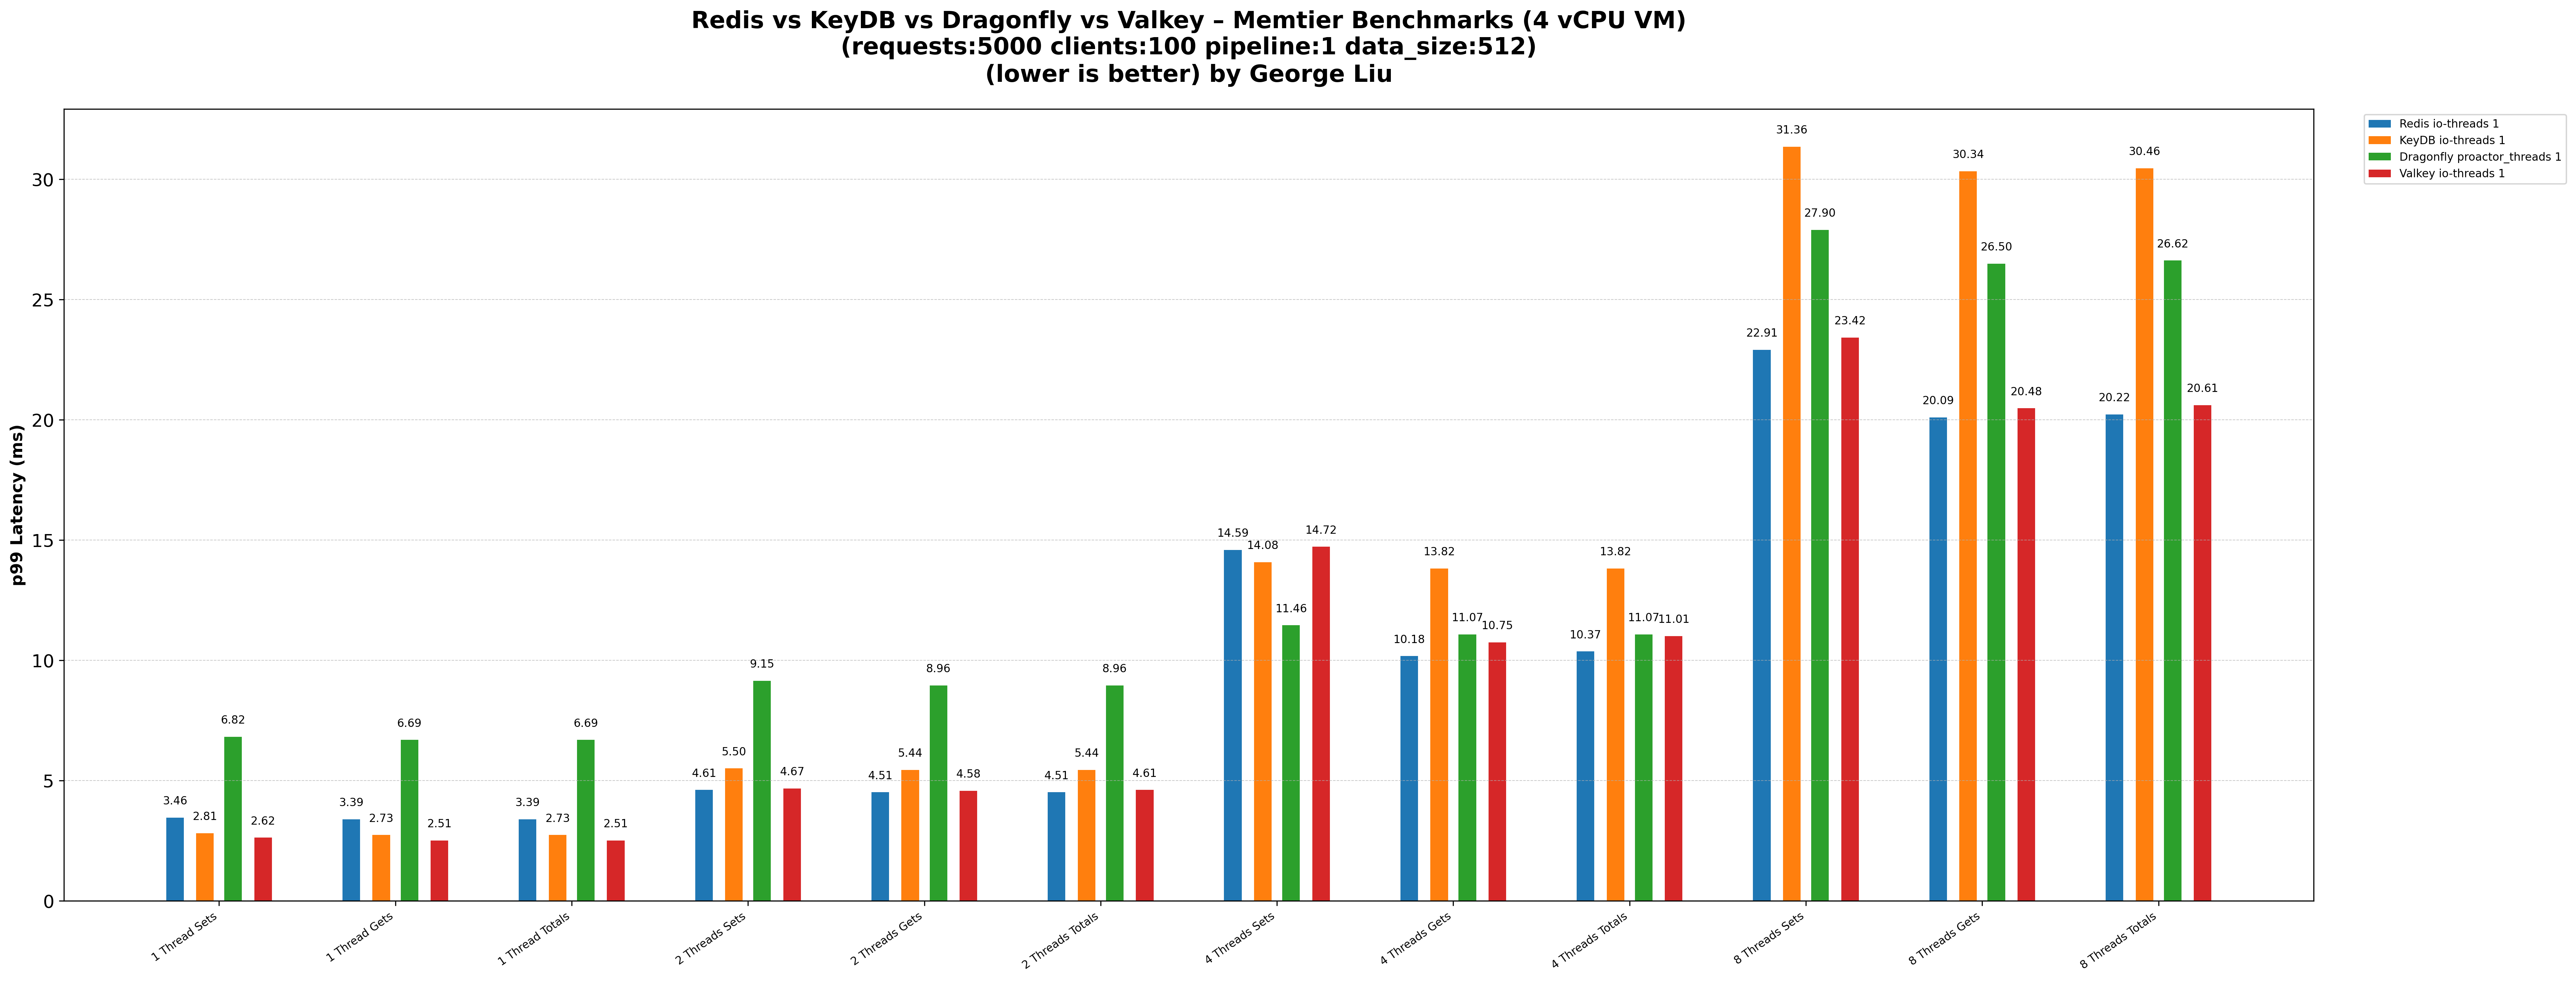 Redis vs KeyDB vs Dragonfly vs Valkey – Memtier Benchmarks (4 vCPU VM)
(requests:5000 clients:100 pipeline:1 data_size:512)
(lower is better) by George Liu
Redis io-threads 1
KeyDB io-threads 1
Dragonfly proactor_threads 1
Valkey io-threads 1
p99 Latency (ms)
30
25
20
15
10
5
0
3.46 2.81 6.82 2.62
3.39 2.73 6.69 2.51
3.39 2.73 6.69 2.51
4.61 5.50 9.15 4.67
4.51 5.44 8.96 4.58
4.51 5.44 8.96 4.61
14.59 14.08 11.46 14.72
10.18 13.82 11.07 10.75
10.37 13.82 11.07 11.01
22.91 31.36 27.90 23.42
20.09 30.34 26.50 20.48
20.22 30.46 26.62 20.61
1 Thread Sets
1 Thread Gets
1 Thread Totals
2 Threads Sets
2 Threads Gets
2 Threads Totals
4 Threads Sets
4 Threads Gets
4 Threads Totals
8 Threads Sets
8 Threads Gets
8 Threads Totals